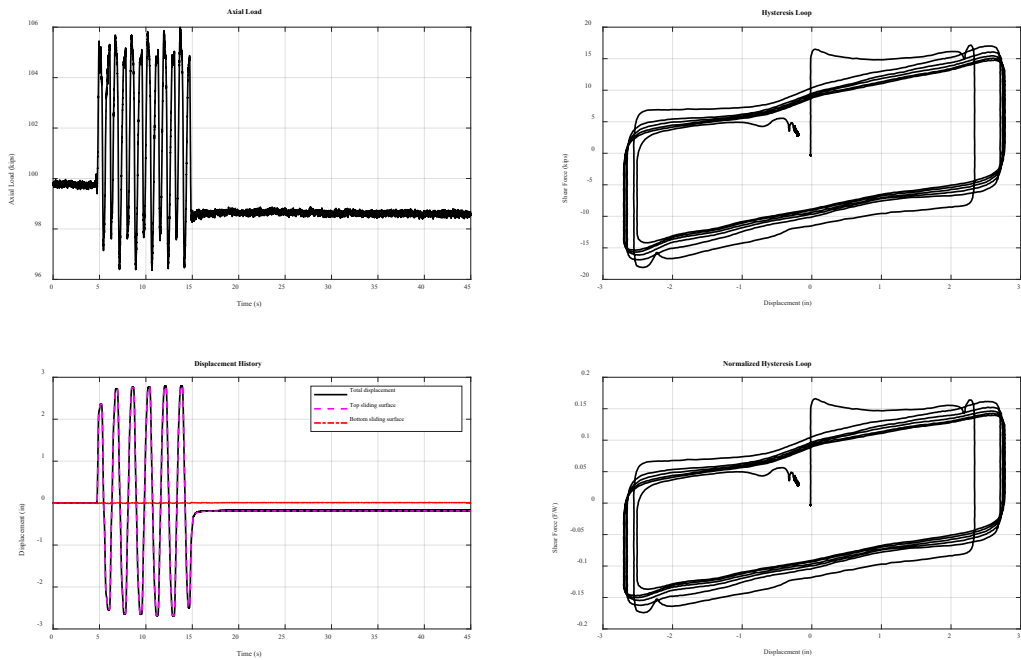 Axial Load
106
104
102
100
98
96
Axial Load (kips)
0 5 10 15 20 25 30 35 40 45
Time (s)
Hysteresis Loop
20
15
10
5
0
-5
-10
-15
-20
Shear Force (kips)
-3 -2 -1 0 1 2 3
Displacement (in)
Displacement History
3
2
1
0
-1
-2
-3
Displacement (in)
Total displacement
Top sliding surface
Bottom sliding surface
0 5 10 15 20 25 30 35 40 45
Time (s)
Normalized Hysteresis Loop
0.2
0.15
0.1
0.05
0
-0.05
-0.1
-0.15
-0.2
Shear Force (F/W)
-3 -2 -1 0 1 2 3
Displacement (in)